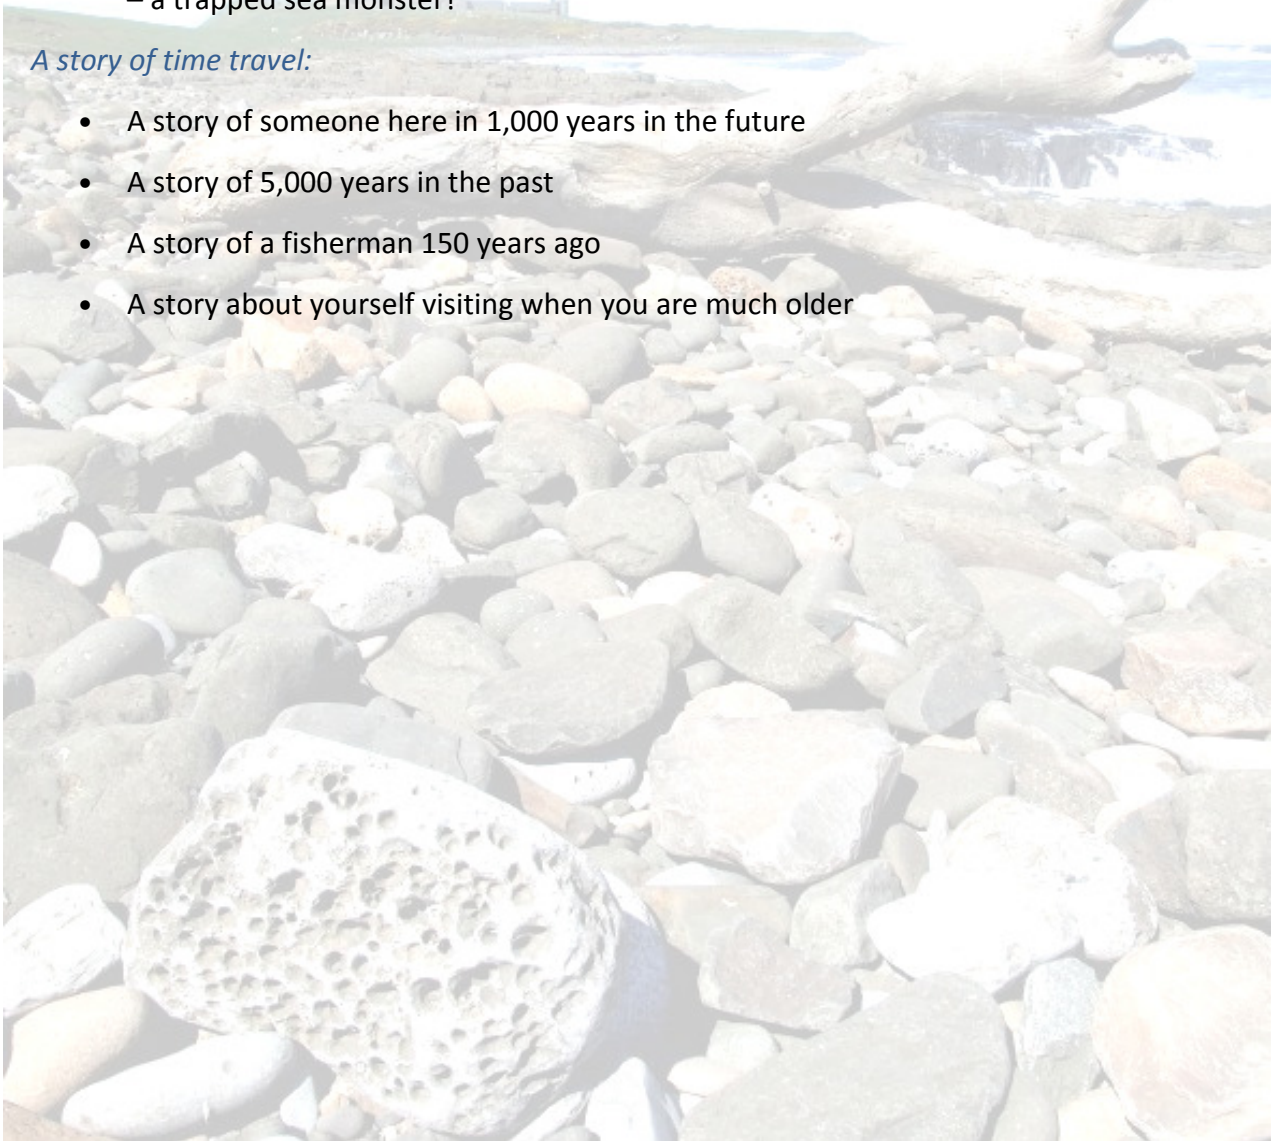 – a trapped sea monster!
A story of time travel:
• A story of someone here in 1,000 years in the future
• A story of 5,000 years in the past
• A story of a fisherman 150 years ago
• A story about yourself visiting when you are much older